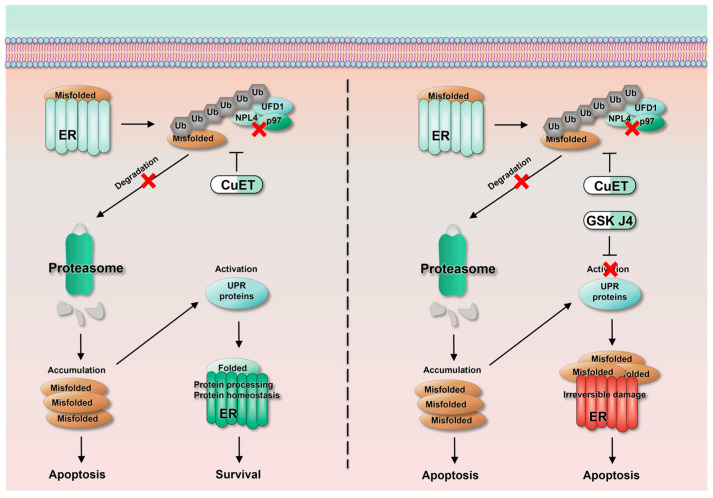 Misfolded
ER
Ub
Ub
Ub
Ub
Ub
Ub
UFD1
NPL4
p97
Misfolded
Degradation
CuET
Proteasome
Activation
UPR
proteins
Accumulation
Misfolded
Misfolded
Misfolded
Folded
Protein processing
Protein homeostasis
ER
Apoptosis
Survival
Misfolded
ER
Ub
Ub
Ub
Ub
Ub
Ub
UFD1
NPL4
p97
Misfolded
Degradation
CuET
GSK J4
Proteasome
Activation
UPR
proteins
Accumulation
Misfolded
Misfolded
Misfolded
Misfolded
Misfolded
folded
Irreversible damage
ER
Apoptosis
Apoptosis